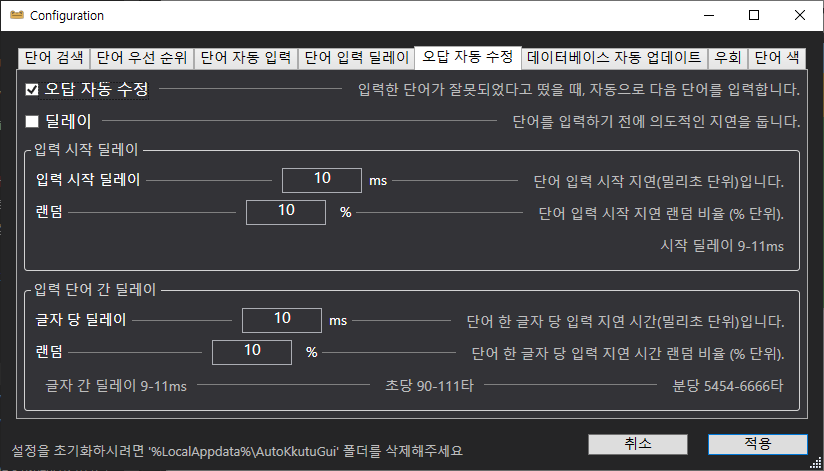 Configuration
단어 검색 단어 우선 순위 단어 자동 입력 단어 입력 딜레이 오답 자동 수정 데이터베이스 자동 업데이트 우회 단어 색
오답 자동 수정 입력한 단어가 잘못되었다고 떴을 때, 자동으로 다음 단어를 입력합니다.
딜레이 단어를 입력하기 전에 의도적인 지연을 둡니다.
입력 시작 딜레이
입력 시작 딜레이 10 ms 단어 입력 시작 지연(밀리초 단위)입니다.
랜덤 10 % 단어 입력 시작 지연 랜덤 비율 (% 단위).
시작 딜레이 9-11ms
입력 단어 간 딜레이
글자 당 딜레이 10 ms 단어 한 글자 당 입력 지연 시간(밀리초 단위)입니다.
랜덤 10 % 단어 한 글자 당 입력 지연 시간 랜덤 비율 (% 단위).
글자 간 딜레이 9-11ms 초당 90-111타 분당 5454-6666타
설정을 초기화하시려면 '%LocalAppdata%\AutoKkutuGui' 폴더를 삭제해주세요 취소 적용